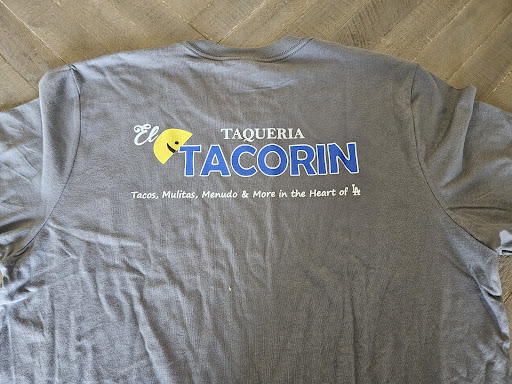 El
TAQUERIA
TACORIN
Tacos, Mulitas, Menudo & More in the Heart of LA